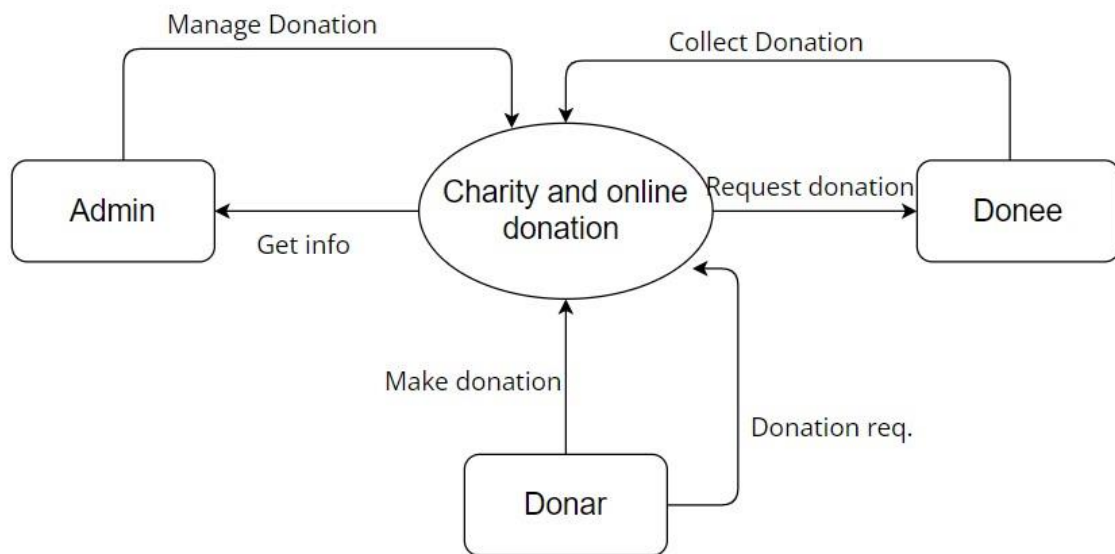 Manage Donation
Collect Donation
Admin
Charity and online
donation
Request donation
Donee
Get info
Make donation
Donation req.
Donar